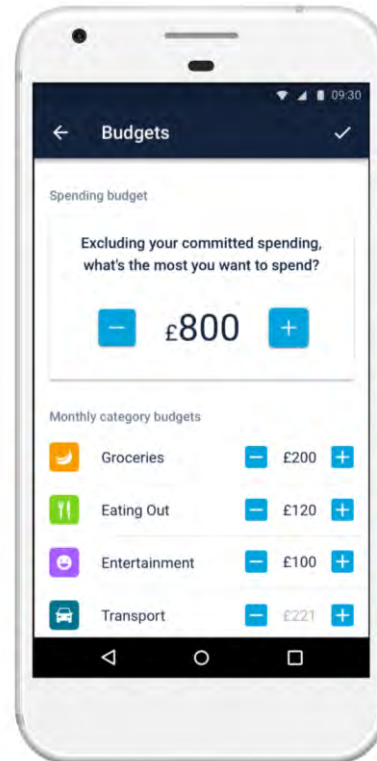 09:30
Budgets
Spending budget
Excluding your committed spending,
what's the most you want to spend?
£800
Monthly category budgets
Groceries £200
Eating Out £120
Entertainment £100
Transport £221